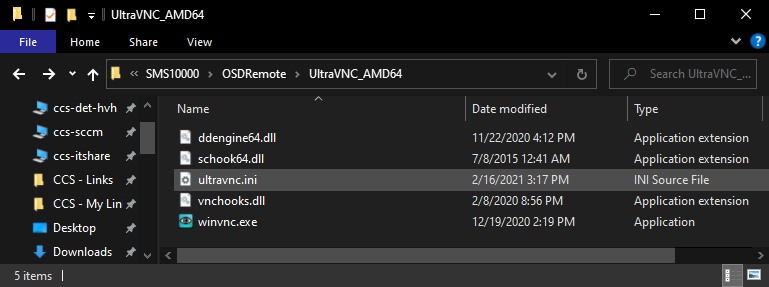 UltraVNC_AMD64
File Home Share View
« SMS10000 > OSDRemote > UltraVNC_AMD64 Search UltraVNC_...
Name Date modified Type
ccs-det-hvh
ccs-sccm
ccs-itshare
CCS - Links
CCS - My Lin
Desktop
Downloads
ddengine64.dll 11/22/2020 4:12 PM Application extension
schook64.dll 7/8/2015 12:41 AM Application extension
ultravnc.ini 2/16/2021 3:17 PM INI Source File
vnchooks.dll 2/8/2020 8:56 PM Application extension
winvnc.exe 12/19/2020 2:19 PM Application
5 items